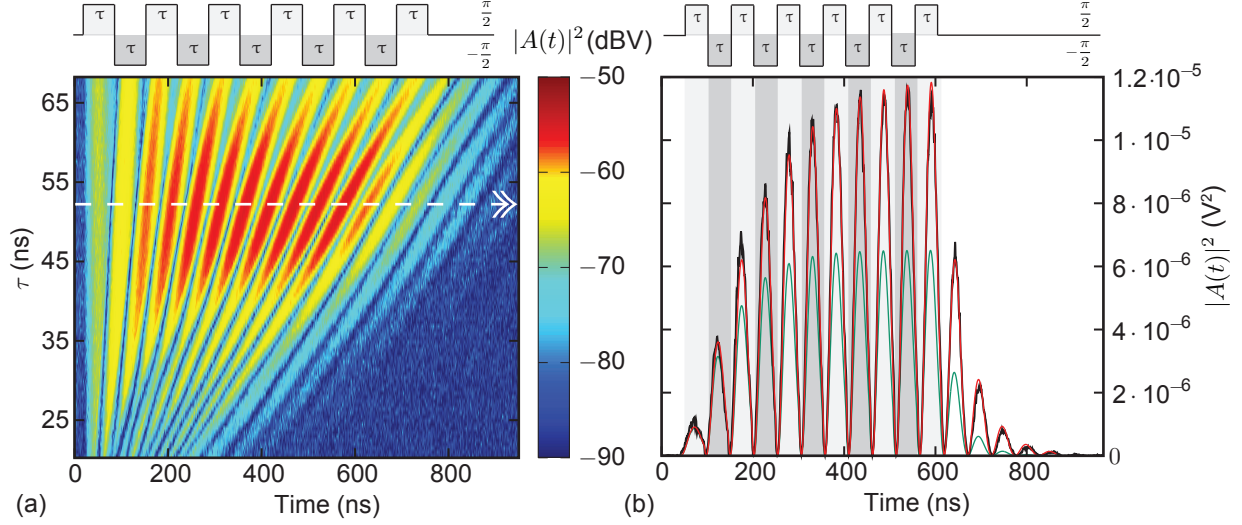 τ τ τ τ τ τ π/2
τ τ τ τ τ −π/2
|A(t)|² (dBV)
τ τ τ τ τ τ π/2
τ τ τ τ τ −π/2
65
55
45
35
25
τ (ns)
0 200 400 600 800
Time (ns)
(a)
−50
−60
−70
−80
−90
1.2·10⁻⁵
1·10⁻⁵
8·10⁻⁶
6·10⁻⁶
4·10⁻⁶
2·10⁻⁶
0
|A(t)|² (V²)
0 200 400 600 800
Time (ns)
(b)